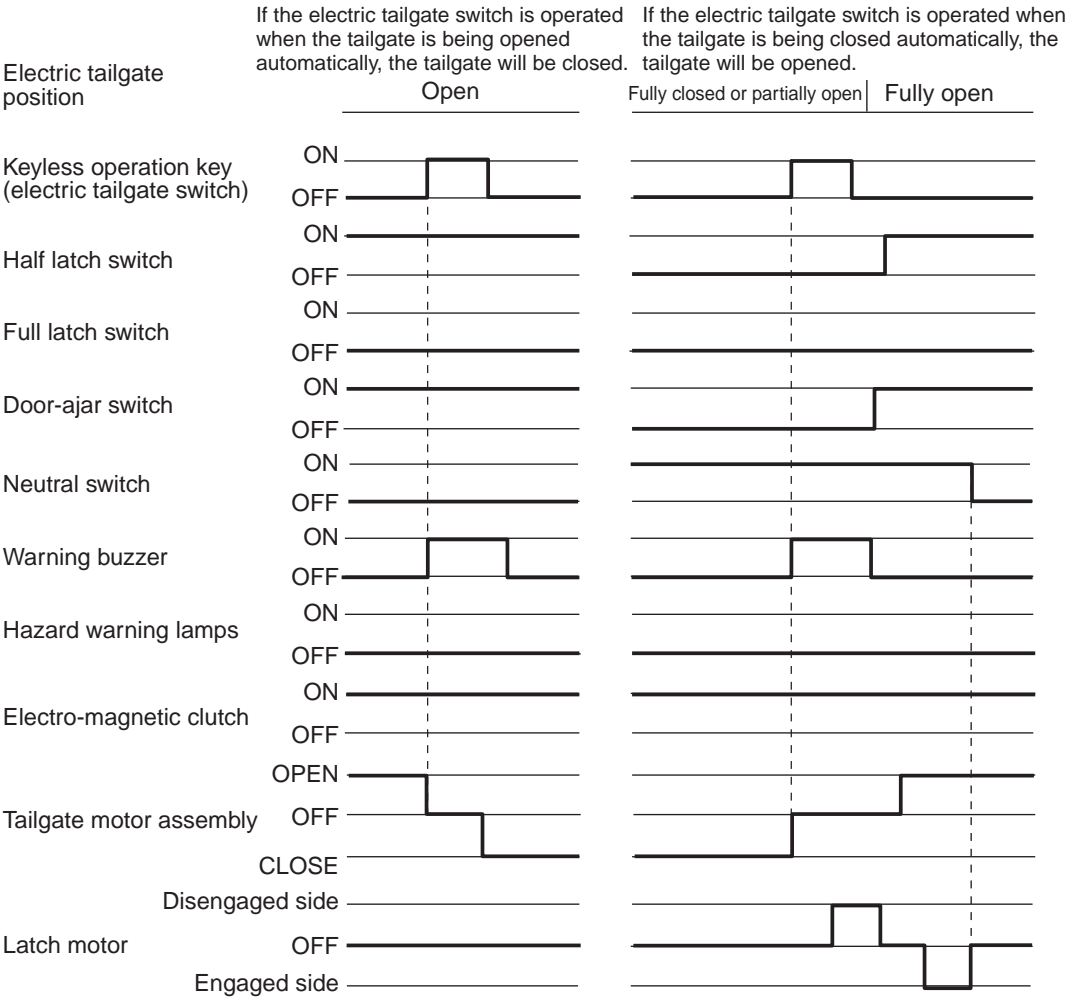 If the electric tailgate switch is operated
when the tailgate is being opened
automatically, the tailgate will be closed.
If the electric tailgate switch is operated when
the tailgate is being closed automatically, the
tailgate will be opened.
Electric tailgate
position
Open
Fully closed or partially open
Fully open
Keyless operation key
(electric tailgate switch)
ON
OFF
Half latch switch
ON
OFF
Full latch switch
ON
OFF
Door-ajar switch
ON
OFF
Neutral switch
ON
OFF
Warning buzzer
ON
OFF
Hazard warning lamps
ON
OFF
Electro-magnetic clutch
ON
OFF
Tailgate motor assembly
OPEN
OFF
CLOSE
Latch motor
Disengaged side
OFF
Engaged side